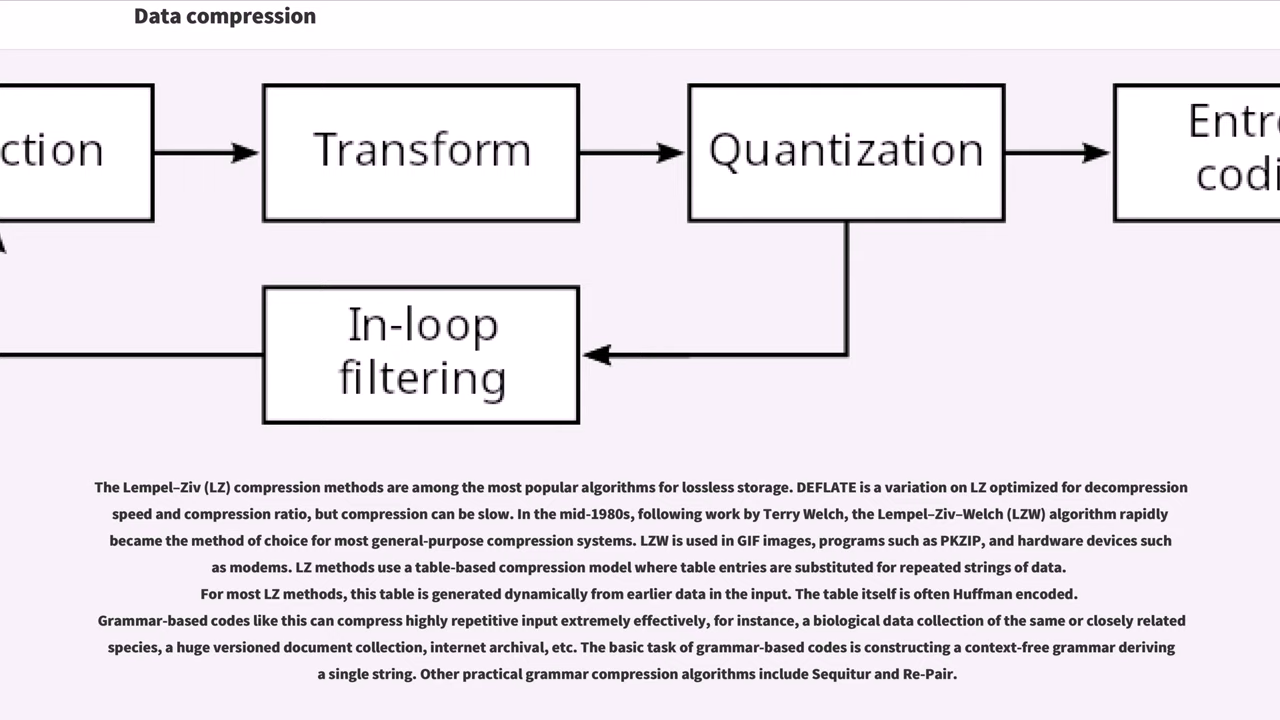 Data compression
ction
Transform
Quantization
Entr
codi
In-loop
filtering
The Lempel–Ziv (LZ) compression methods are among the most popular algorithms for lossless storage. DEFLATE is a variation on LZ optimized for decompression
speed and compression ratio, but compression can be slow. In the mid-1980s, following work by Terry Welch, the Lempel–Ziv–Welch (LZW) algorithm rapidly
became the method of choice for most general-purpose compression systems. LZW is used in GIF images, programs such as PKZIP, and hardware devices such
as modems. LZ methods use a table-based compression model where table entries are substituted for repeated strings of data.
For most LZ methods, this table is generated dynamically from earlier data in the input. The table itself is often Huffman encoded.
Grammar-based codes like this can compress highly repetitive input extremely effectively, for instance, a biological data collection of the same or closely related
species, a huge versioned document collection, internet archival, etc. The basic task of grammar-based codes is constructing a context-free grammar deriving
a single string. Other practical grammar compression algorithms include Sequitur and Re-Pair.